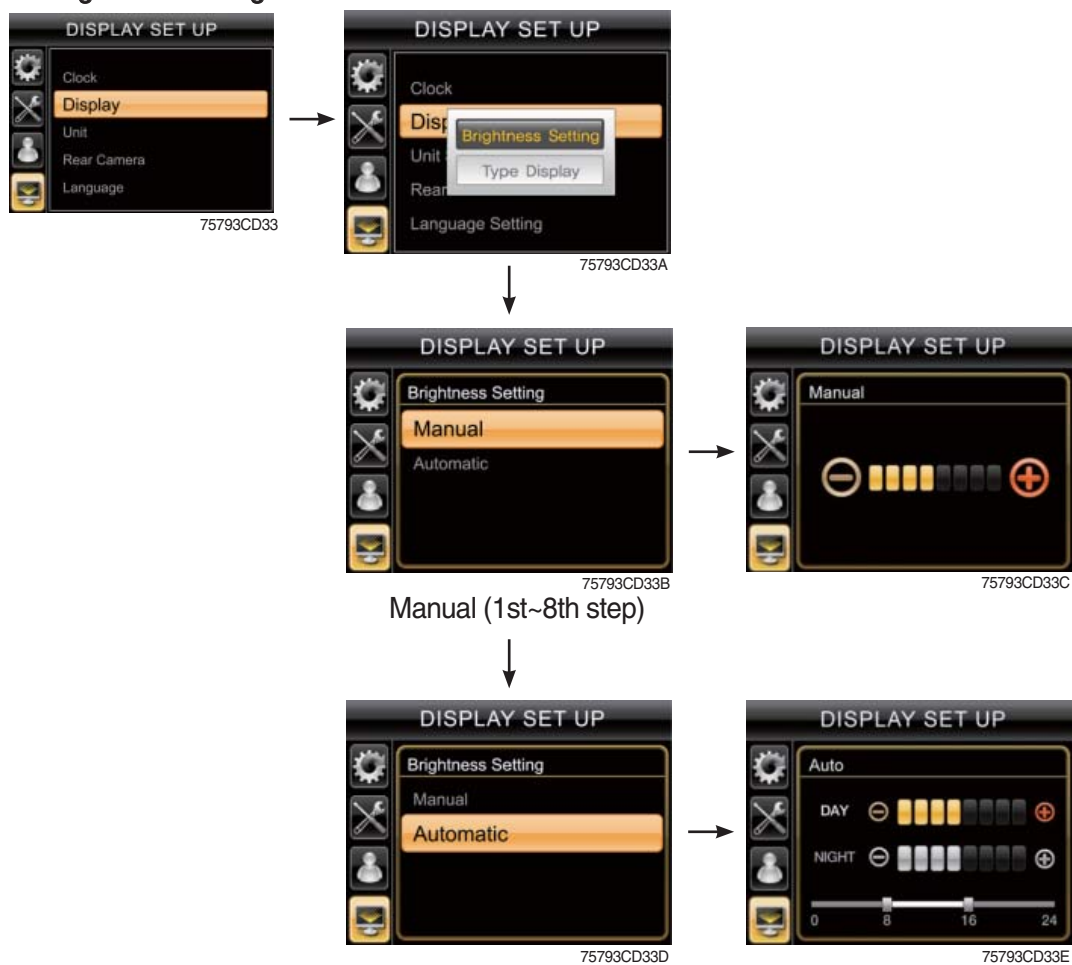 DISPLAY SET UP
Clock
Display
Unit
Rear Camera
Language
75793CD33
DISPLAY SET UP
Clock
Disp
Brightness Setting
Unit
Type Display
Rear
Language Setting
75793CD33A
DISPLAY SET UP
Brightness Setting
Manual
Automatic
75793CD33B
Manual (1st~8th step)
DISPLAY SET UP
Manual
75793CD33C
DISPLAY SET UP
Brightness Setting
Manual
Automatic
75793CD33D
DISPLAY SET UP
Auto
DAY
NIGHT
0 8 16 24
75793CD33E